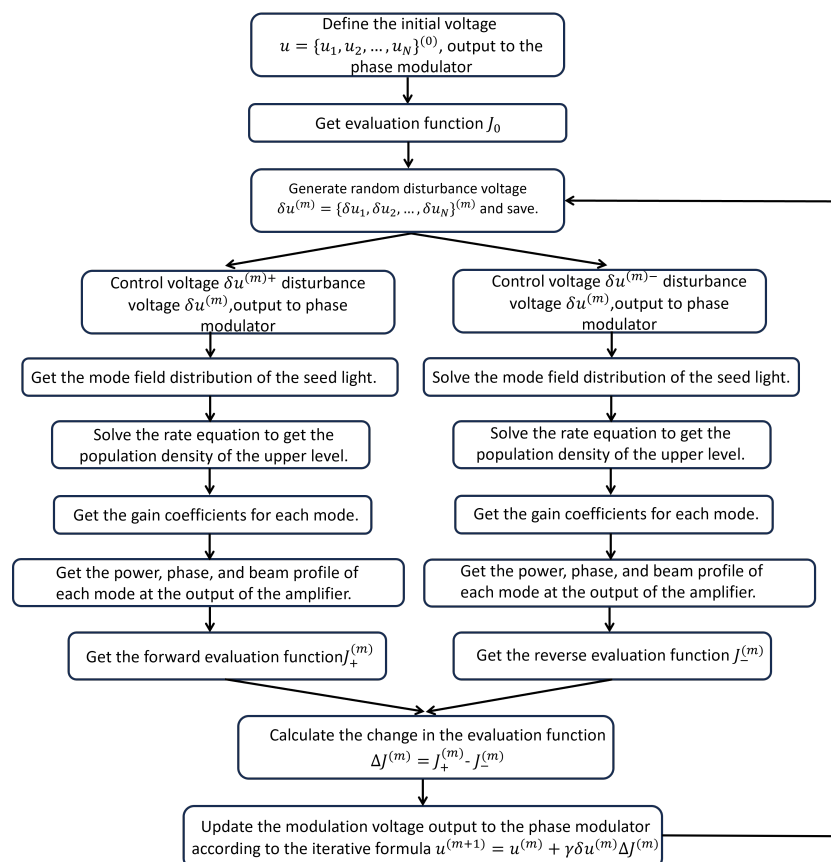 Define the initial voltage
u = {u₁, u₂, …, u_N}⁽⁰⁾, output to the
phase modulator
Get evaluation function J₀
Generate random disturbance voltage
δu⁽ᵐ⁾ = {δu₁, δu₂, …, δu_N}⁽ᵐ⁾ and save.
Control voltage δu⁽ᵐ⁾⁺ disturbance
voltage δu⁽ᵐ⁾,output to phase
modulator
Control voltage δu⁽ᵐ⁾⁻ disturbance
voltage δu⁽ᵐ⁾,output to phase
modulator
Get the mode field distribution of the seed light.
Solve the mode field distribution of the seed light.
Solve the rate equation to get the
population density of the upper level.
Solve the rate equation to get the
population density of the upper level.
Get the gain coefficients for each mode.
Get the gain coefficients for each mode.
Get the power, phase, and beam profile of
each mode at the output of the amplifier.
Get the power, phase, and beam profile of
each mode at the output of the amplifier.
Get the forward evaluation functionJ₊⁽ᵐ⁾
Get the reverse evaluation function J₋⁽ᵐ⁾
Calculate the change in the evaluation function
ΔJ⁽ᵐ⁾ = J₊⁽ᵐ⁾- J₋⁽ᵐ⁾
Update the modulation voltage output to the phase modulator
according to the iterative formula u⁽ᵐ⁺¹⁾ = u⁽ᵐ⁾ + γδu⁽ᵐ⁾ΔJ⁽ᵐ⁾